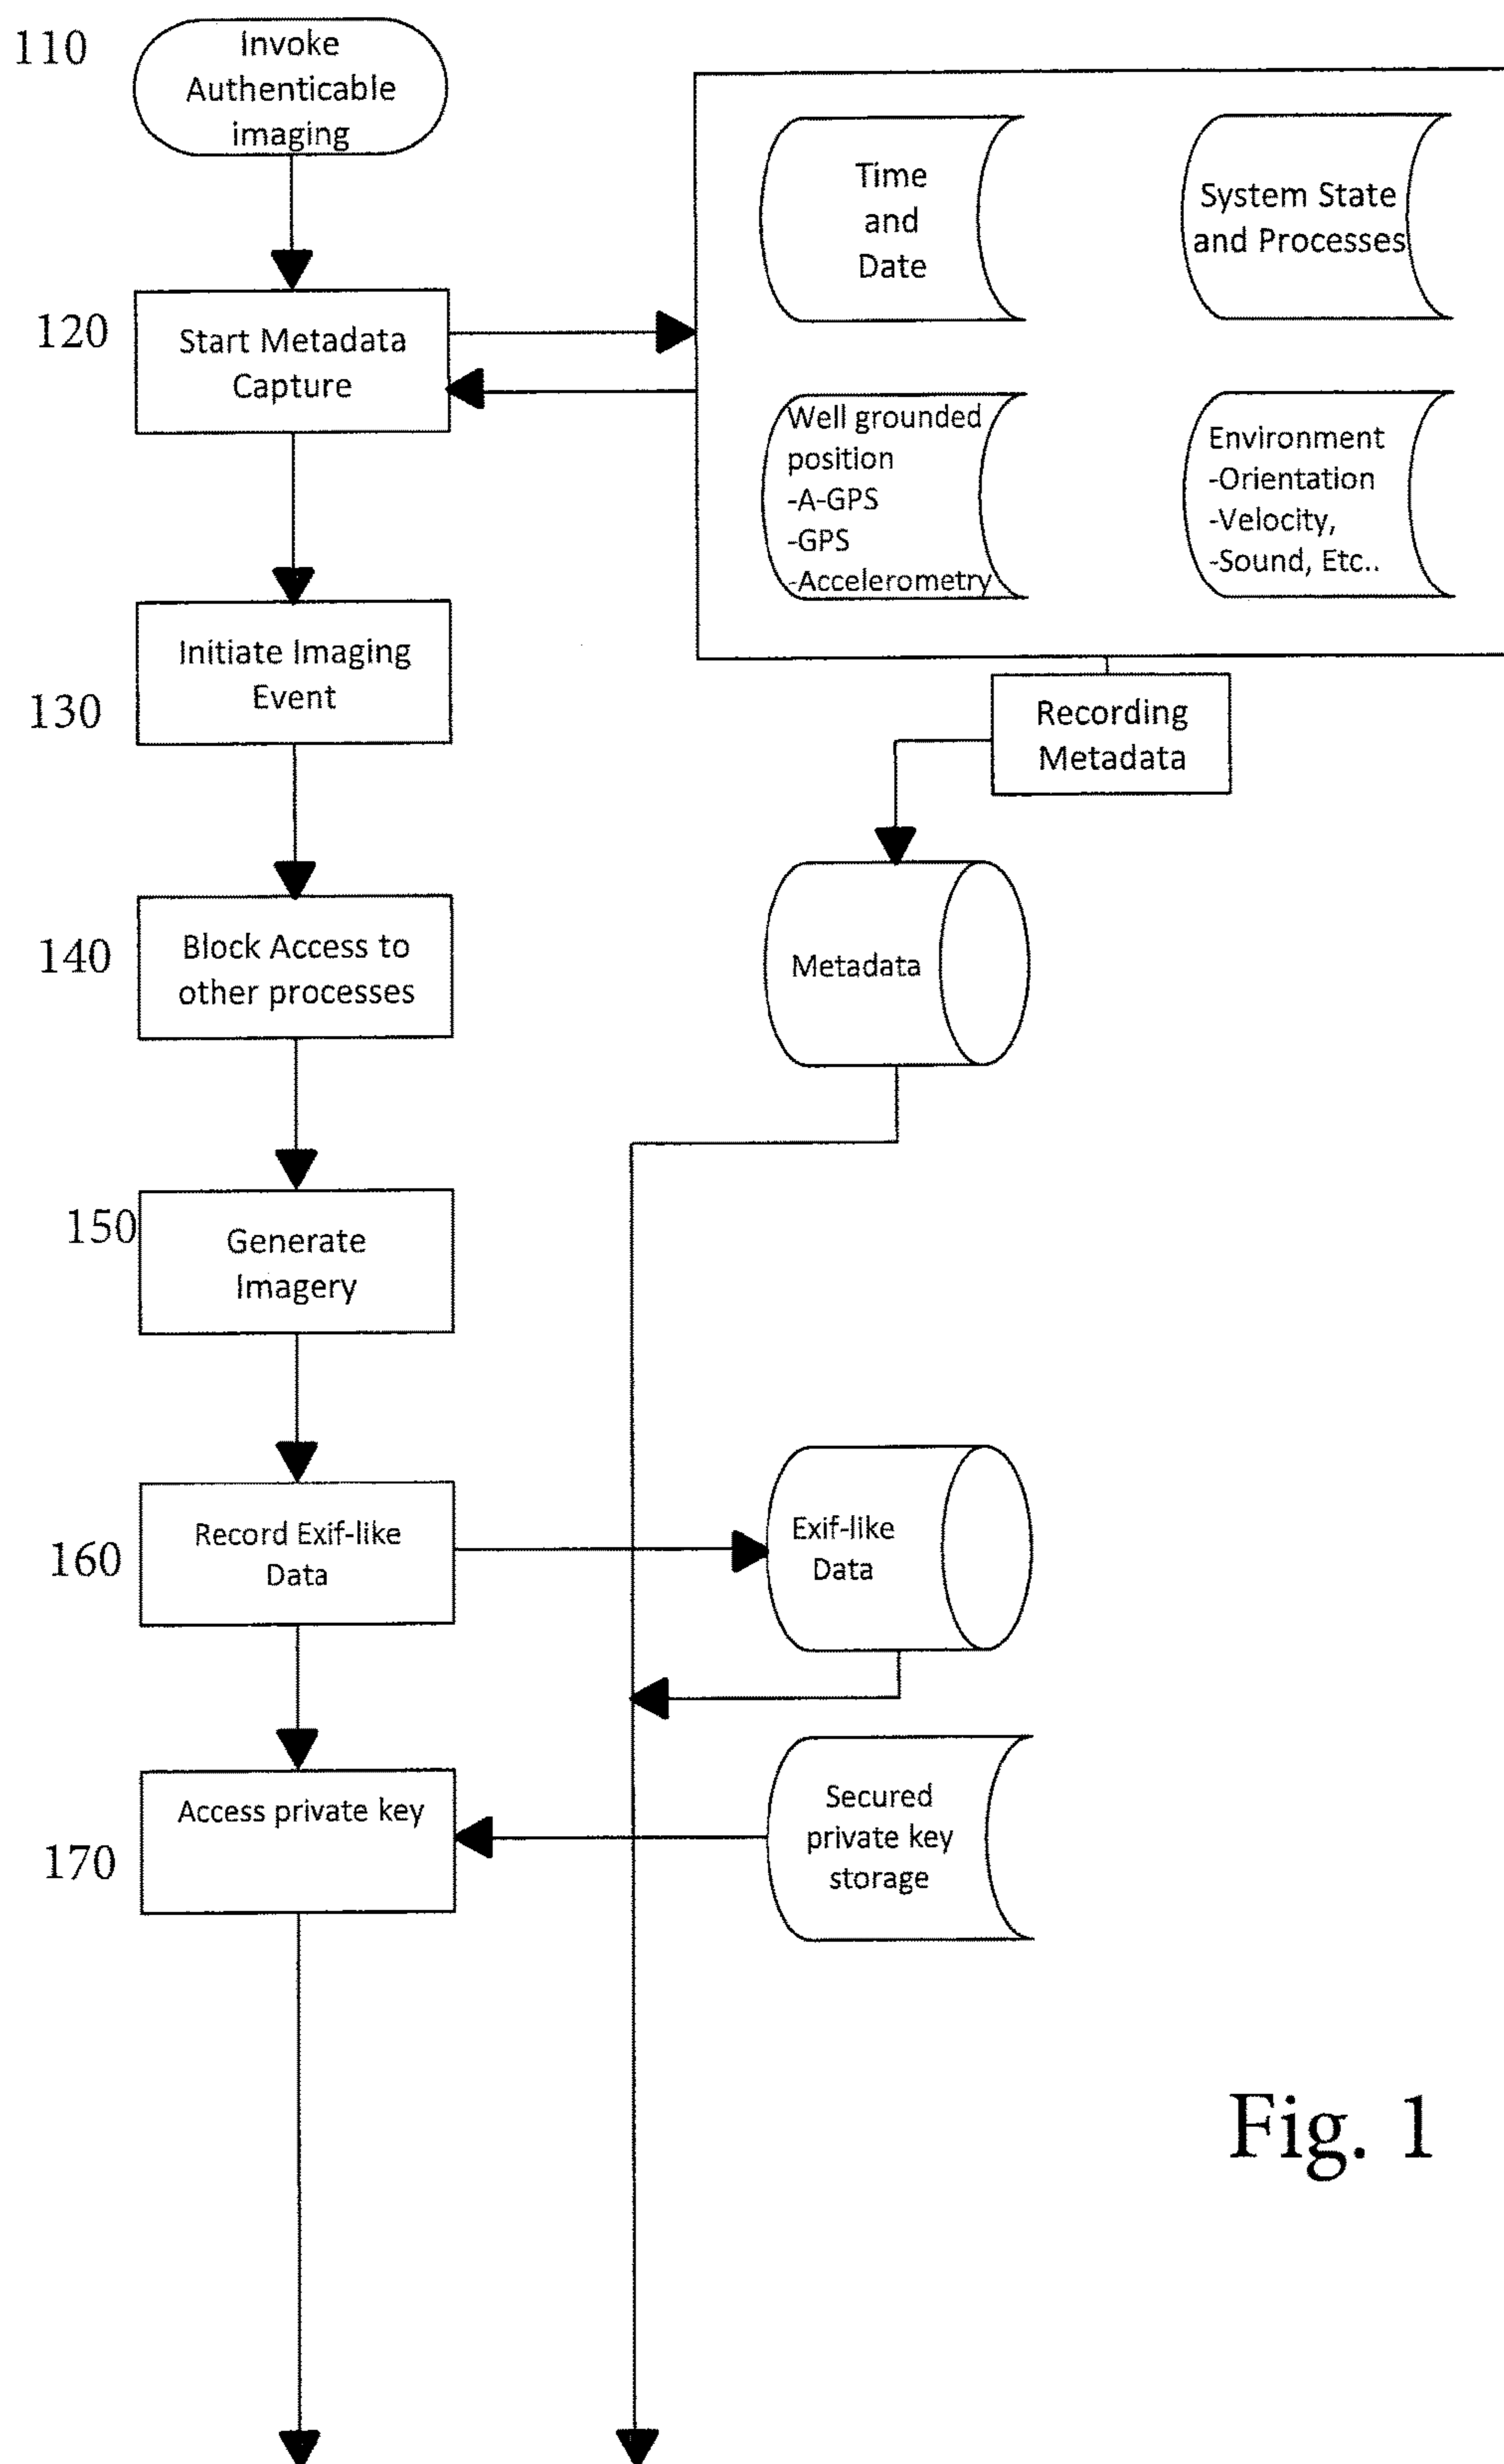 110
Invoke
Authenticable
imaging
Time
and
Date
System State
and Processes
120
Start Metadata
Capture
Well grounded
position
-A-GPS
-GPS
-Accelerometry
Environment
-Orientation
-Velocity,
-Sound, Etc..
130
Initiate Imaging
Event
Recording
Metadata
140
Block Access to
other processes
Metadata
150
Generate
Imagery
160
Record Exif-like
Data
Exif-like
Data
170
Access private key
Secured
private key
storage
Fig. 1